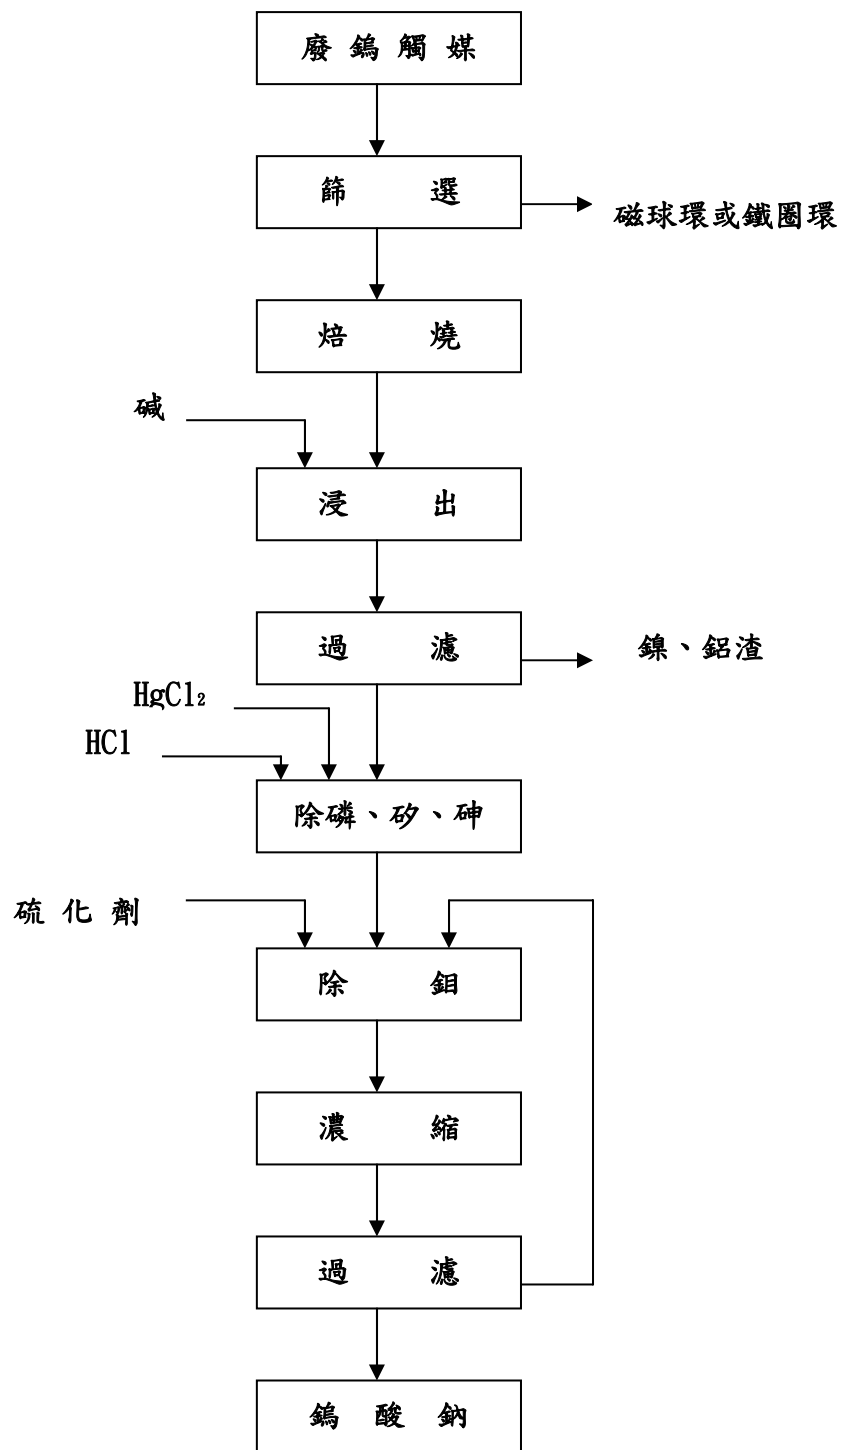 廢鎢觸媒
篩選
磁球環或鐵圈環
焙燒
碱
浸出
過濾
鎳、鋁渣
HgCl₂
HCl
除磷、矽、砷
硫化劑
除鉬
濃縮
過濾
鎢酸鈉